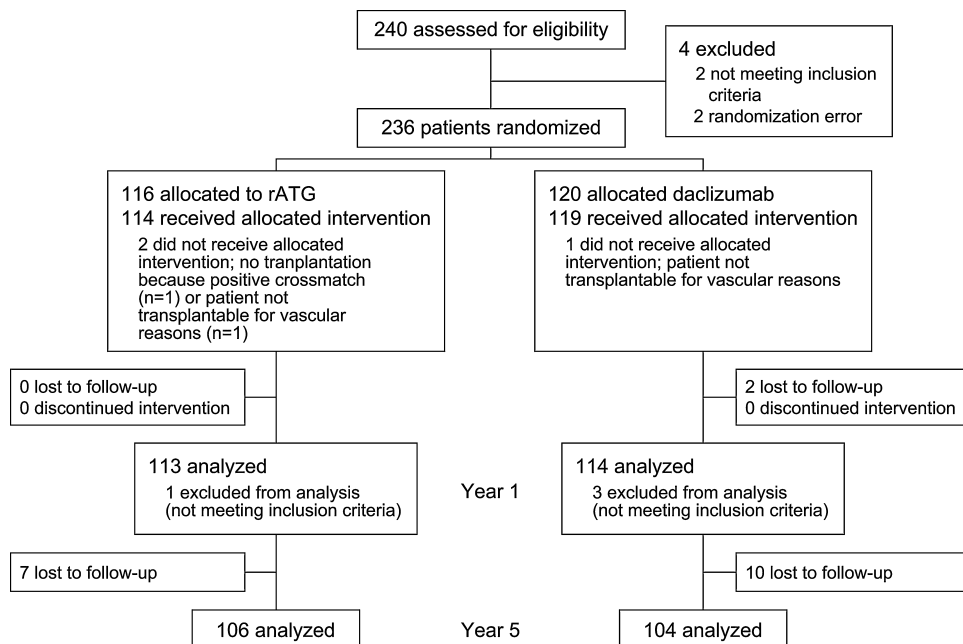 240 assessed for eligibility
4 excluded
2 not meeting inclusion
criteria
2 randomization error
236 patients randomized
116 allocated to rATG
114 received allocated intervention
2 did not receive allocated
intervention; no tranplantation
because positive crossmatch
(n=1) or patient not
transplantable for vascular
reasons (n=1)
120 allocated daclizumab
119 received allocated intervention
1 did not receive allocated
intervention; patient not
transplantable for vascular reasons
0 lost to follow-up
0 discontinued intervention
2 lost to follow-up
0 discontinued intervention
113 analyzed
1 excluded from analysis
(not meeting inclusion criteria)
Year 1
114 analyzed
3 excluded from analysis
(not meeting inclusion criteria)
7 lost to follow-up
10 lost to follow-up
106 analyzed
Year 5
104 analyzed